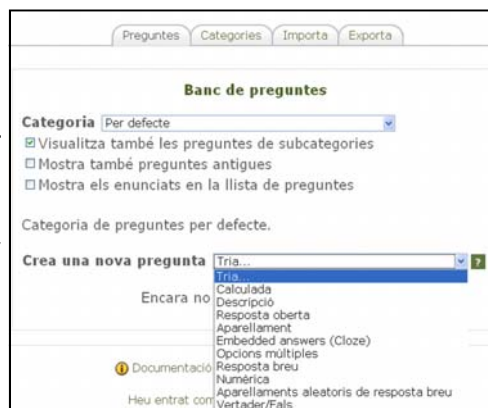 Preguntes Categories Importa Exporta
Banc de preguntes
Categoria Per defecte
Visualitza també les preguntes de subcategories
Mostra també preguntes antigues
Mostra els enunciats en la llista de preguntes
Categoria de preguntes per defecte.
Crea una nova pregunta Tria... ?
Tria...
Calculada
Encara no
Descripció
Resposta oberta
Aparellament
Embedded answers (Cloze)
Opcions múltiples
Resposta breu
Documentació
Numèrica
Aparellaments aleatoris de resposta breu
Heu entrat com
Vertader/Fals